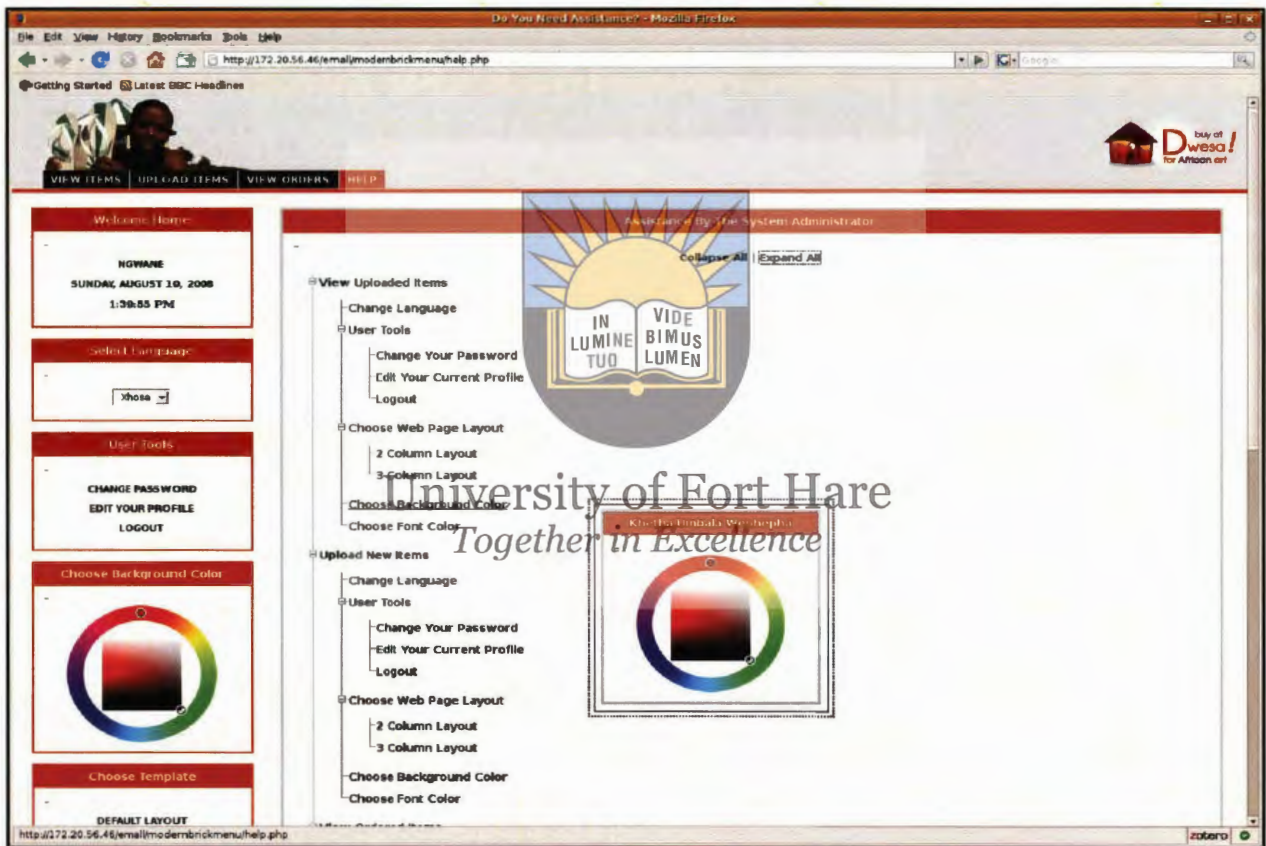 Do You Need Assistance? - Mozilla Firefox
File Edit View History Bookmarks Tools Help
http://172.20.56.46/email/modernbrickmenu/help.php
Google
Getting Started Latest BBC Headlines
buy at
Dwesa!
for African art
VIEW ITEMS UPLOAD ITEMS VIEW ORDERS HELP
Welcome Home
NGWANE
SUNDAY, AUGUST 10, 2008
1:39:55 PM
Select Language
Xhosa
User Tools
CHANGE PASSWORD
EDIT YOUR PROFILE
LOGOUT
Choose Background Color
Choose Template
DEFAULT LAYOUT
Assistance By The System Administrator
Collapse All | Expand All
View Uploaded Items
Change Language
User Tools
Change Your Password
Edit Your Current Profile
Logout
Choose Web Page Layout
2 Column Layout
3 Column Layout
Choose Background Color
Choose Font Color
Upload New Items
Change Language
User Tools
Change Your Password
Edit Your Current Profile
Logout
Choose Web Page Layout
2 Column Layout
3 Column Layout
Choose Background Color
Choose Font Color
View Ordered Items
IN LUMINE TUO
VIDE BIMUS LUMEN
University of Fort Hare
Together in Excellence
Khetha Umbala
http://172.20.56.46/email/modernbrickmenu/help.php
zotero